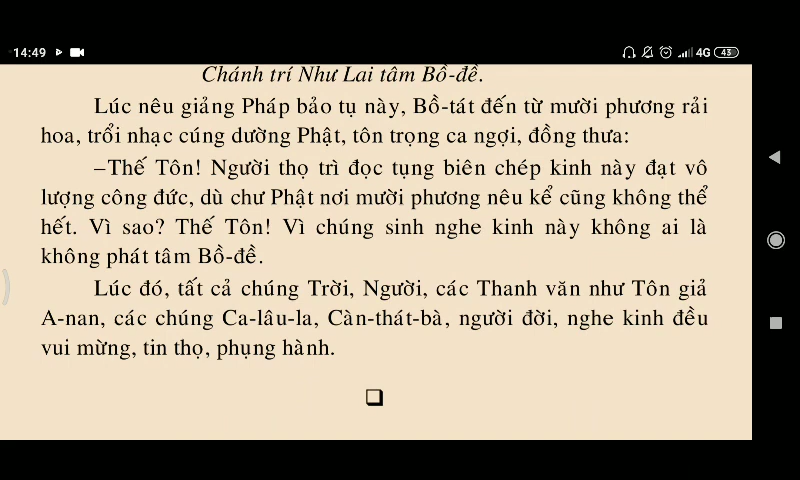 14:49
4G 43
Chánh trí Như Lai tâm Bồ-đề.
Lúc nêu giảng Pháp bảo tụ này, Bồ-tát đến từ mười phương rải
hoa, trổi nhạc cúng dường Phật, tôn trọng ca ngợi, đồng thưa:
–Thế Tôn! Người thọ trì đọc tụng biên chép kinh này đạt vô
lượng công đức, dù chư Phật nơi mười phương nêu kể cũng không thể
hết. Vì sao? Thế Tôn! Vì chúng sinh nghe kinh này không ai là
không phát tâm Bồ-đề.
Lúc đó, tất cả chúng Trời, Người, các Thanh văn như Tôn giả
A-nan, các chúng Ca-lâu-la, Càn-thát-bà, người đời, nghe kinh đều
vui mừng, tin thọ, phụng hành.